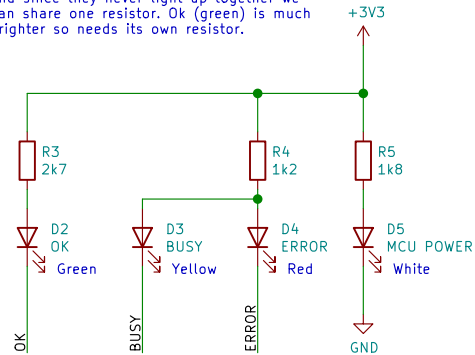 nd since they never light up together we
an share one resistor. Ok (green) is much
righter so needs its own resistor.
+3V3
R3
2k7
R4
1k2
R5
1k8
D2
OK
Green
D3
BUSY
Yellow
D4
ERROR
Red
D5
MCU POWER
White
OK
BUSY
ERROR
GND